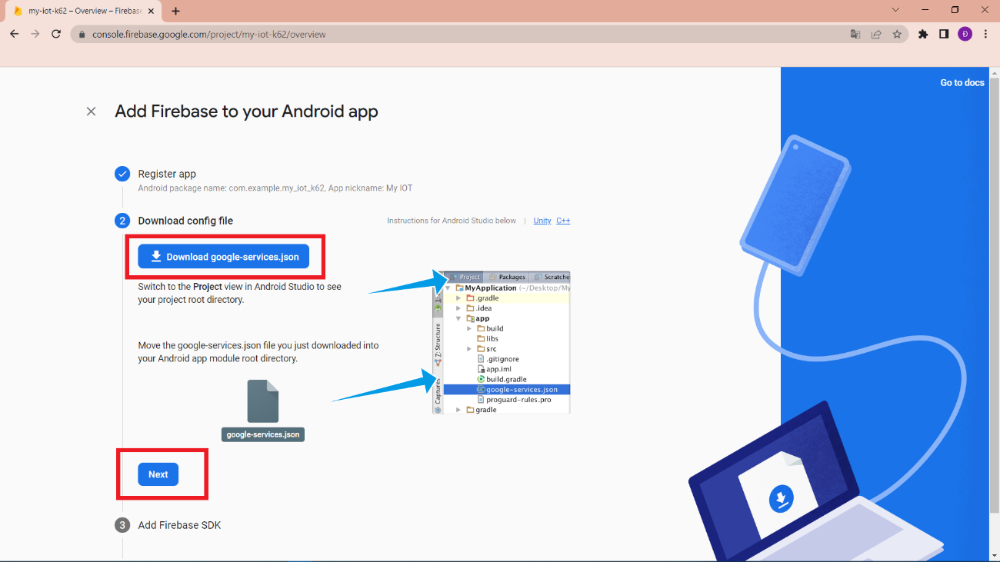 my-iot-k62 – Overview – Firebase
console.firebase.google.com/project/my-iot-k62/overview
Đ
Go to docs
Add Firebase to your Android app
Register app
Android package name: com.example.my_iot_k62, App nickname: My IOT
2
Download config file
Instructions for Android Studio below | Unity C++
Download google-services.json
Switch to the Project view in Android Studio to see
your project root directory.
Move the google-services.json file you just downloaded into
your Android app module root directory.
google-services.json
Project Packages Scratche
MyApplication (~/Desktop/My
.gradle
.idea
app
build
libs
src
.gitignore
app.iml
build.gradle
google-services.json
proguard-rules.pro
gradle
Z: Structure
Captures
Next
3
Add Firebase SDK